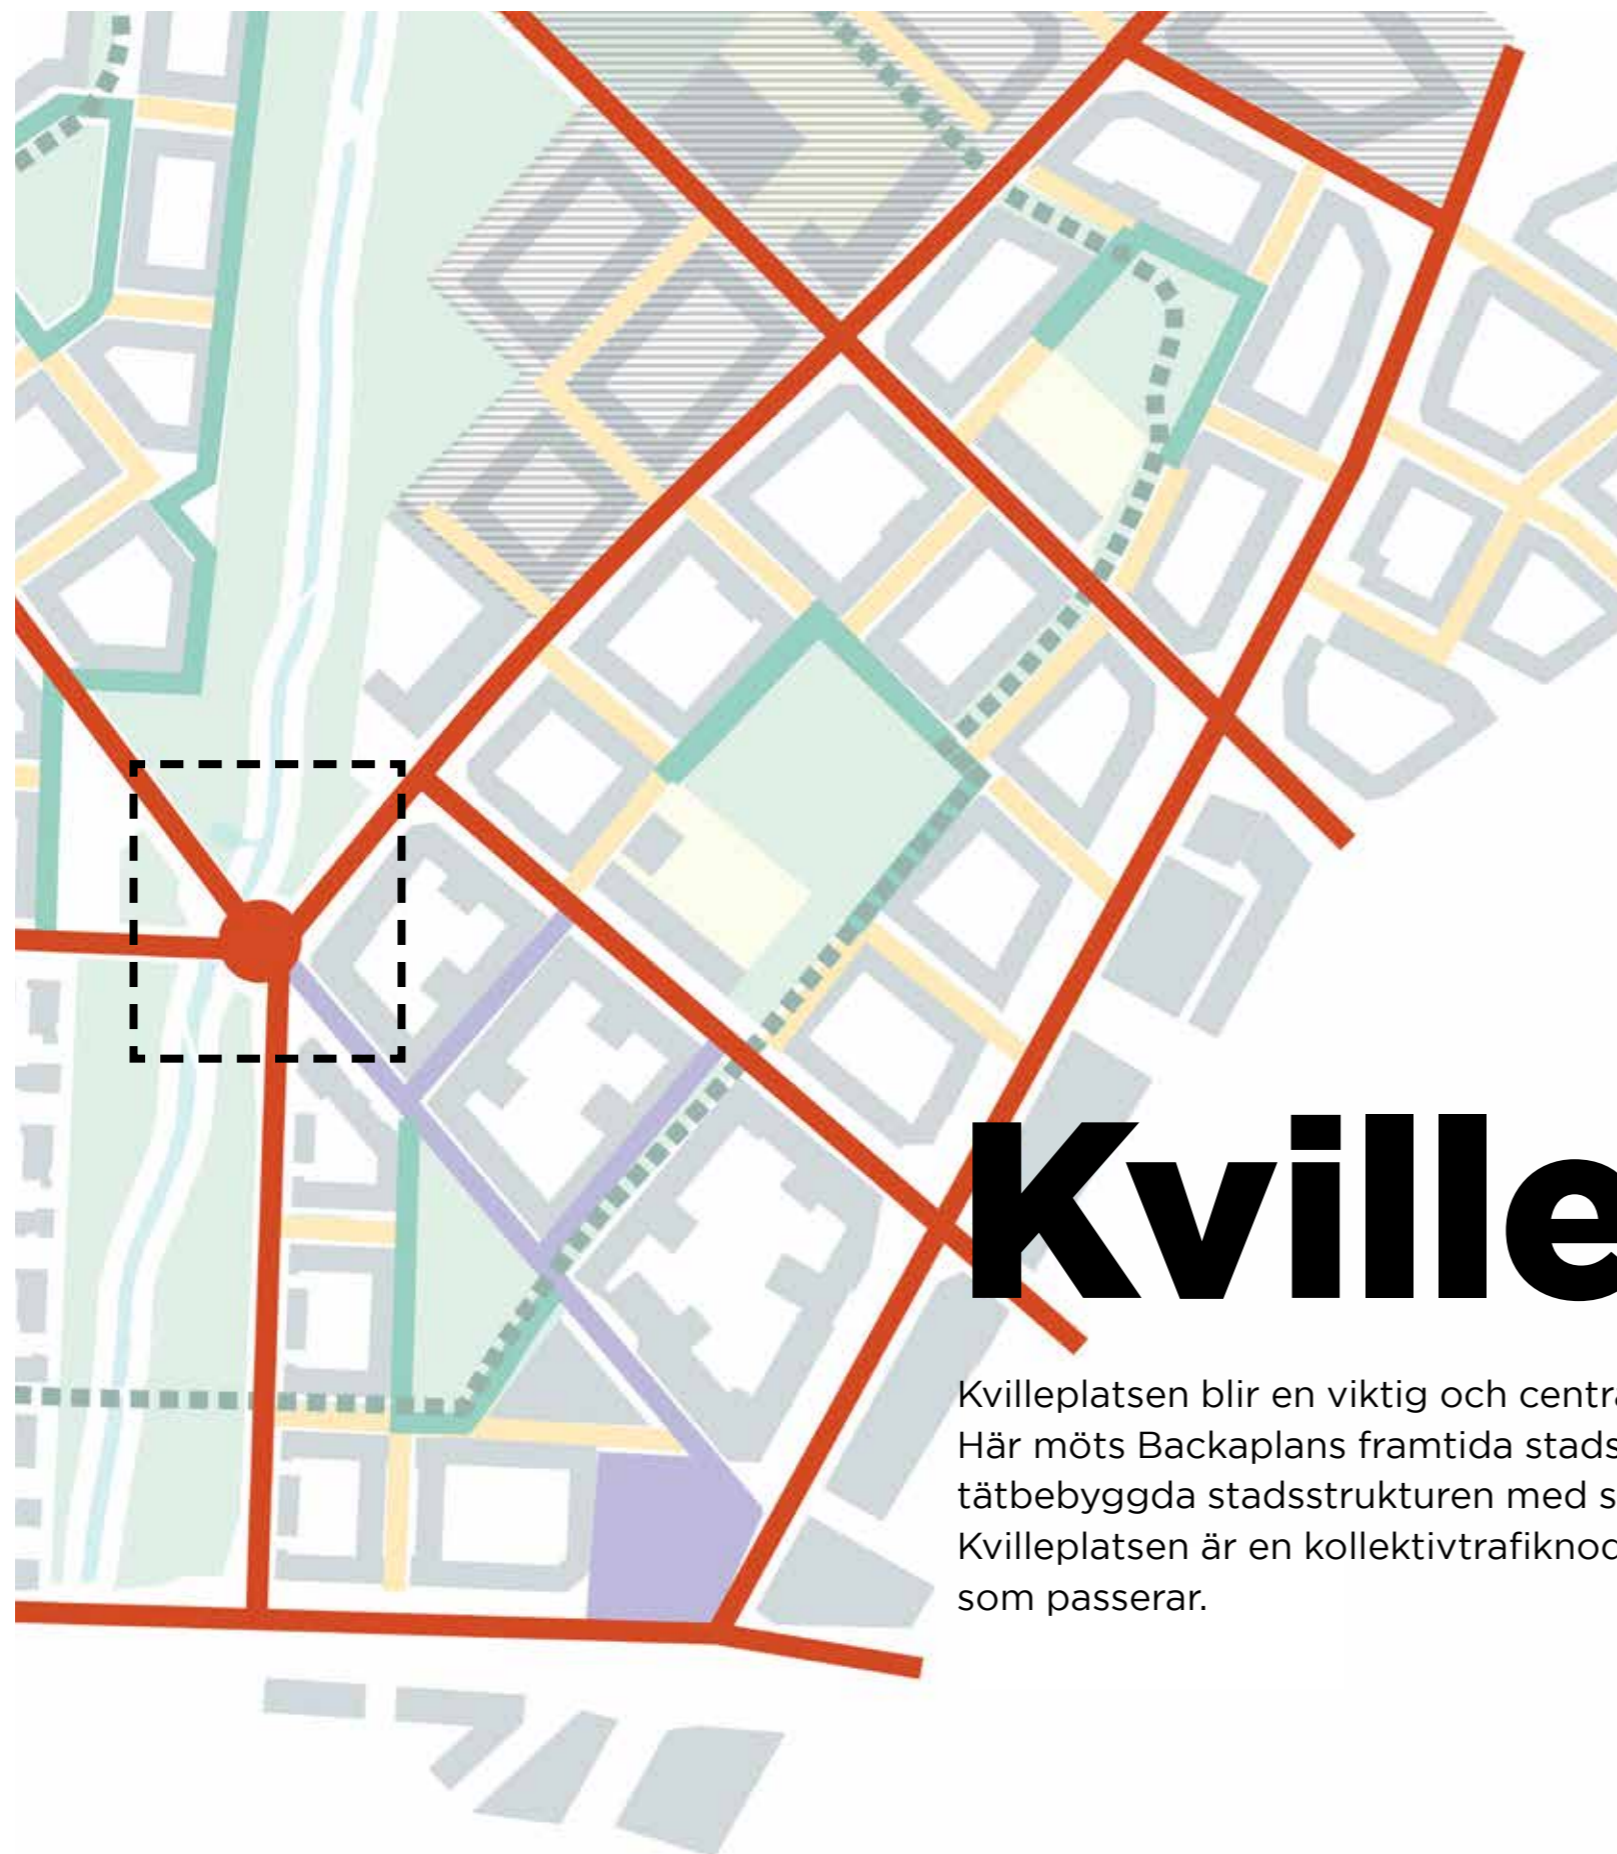 Kville
Kvilleplatsen blir en viktig och centra
Här möts Backaplans framtida stads
tätbebyggda stadsstrukturen med s
Kvilleplatsen är en kollektivtrafiknod
som passerar.